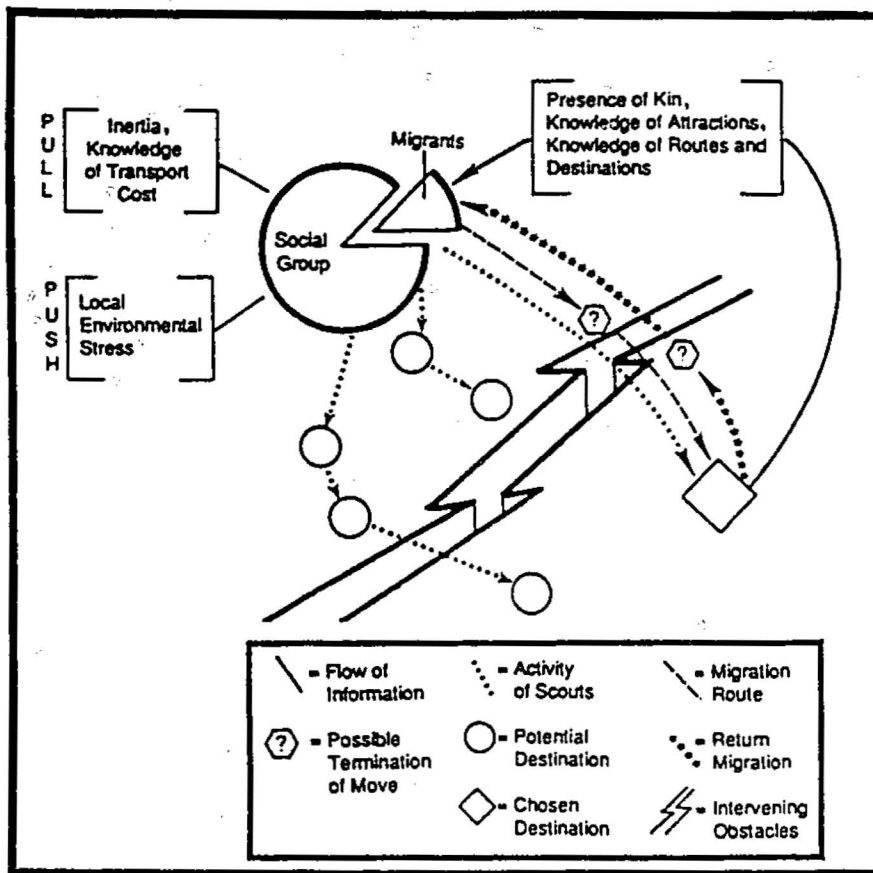 PULL
Inertia,
Knowledge
of Transport
Cost
Migrants
Presence of Kin,
Knowledge of Attractions,
Knowledge of Routes and
Destinations
Social
Group
PUSH
Local
Environmental
Stress
?
?
= Flow of
Information
= Activity
of Scouts
= Migration
Route
? = Possible
Termination
of Move
= Potential
Destination
= Return
Migration
= Chosen
Destination
= Intervening
Obstacles